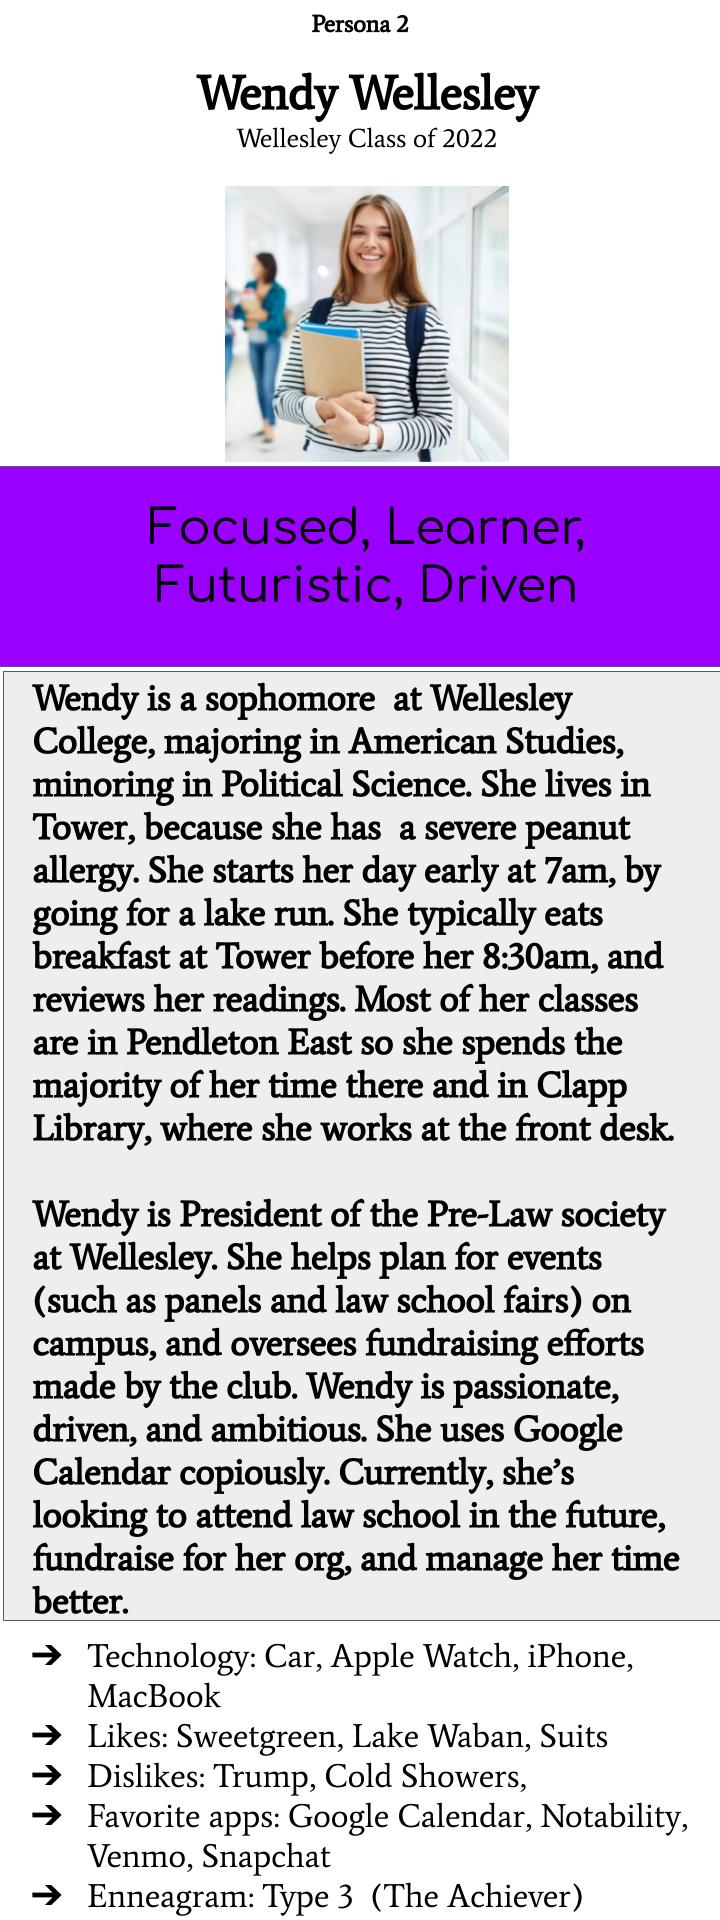 Persona 2
Wendy Wellesley
Wellesley Class of 2022
Focused, Learner,
Futuristic, Driven
Wendy is a sophomore  at Wellesley
College, majoring in American Studies,
minoring in Political Science. She lives in
Tower, because she has  a severe peanut
allergy. She starts her day early at 7am, by
going for a lake run. She typically eats
breakfast at Tower before her 8:30am, and
reviews her readings. Most of her classes
are in Pendleton East so she spends the
majority of her time there and in Clapp
Library, where she works at the front desk.
Wendy is President of the Pre-Law society
at Wellesley. She helps plan for events
(such as panels and law school fairs) on
campus, and oversees fundraising efforts
made by the club. Wendy is passionate,
driven, and ambitious. She uses Google
Calendar copiously. Currently, she’s
looking to attend law school in the future,
fundraise for her org, and manage her time
better.
➔ Technology: Car, Apple Watch, iPhone,
MacBook
➔ Likes: Sweetgreen, Lake Waban, Suits
➔ Dislikes: Trump, Cold Showers,
➔ Favorite apps: Google Calendar, Notability,
Venmo, Snapchat
➔ Enneagram: Type 3  (The Achiever)